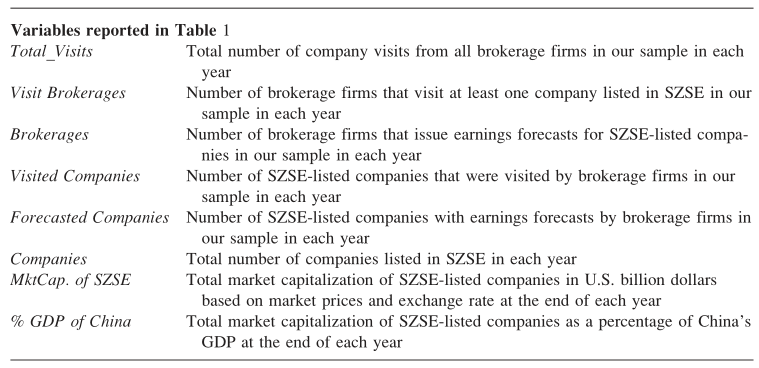 Variables reported in Table 1
Total_Visits Total number of company visits from all brokerage firms in our sample in each
year
Visit Brokerages Number of brokerage firms that visit at least one company listed in SZSE in our
sample in each year
Brokerages Number of brokerage firms that issue earnings forecasts for SZSE-listed compa-
nies in our sample in each year
Visited Companies Number of SZSE-listed companies that were visited by brokerage firms in our
sample in each year
Forecasted Companies Number of SZSE-listed companies with earnings forecasts by brokerage firms in
our sample in each year
Companies Total number of companies listed in SZSE in each year
MktCap. of SZSE Total market capitalization of SZSE-listed companies in U.S. billion dollars
based on market prices and exchange rate at the end of each year
% GDP of China Total market capitalization of SZSE-listed companies as a percentage of China's
GDP at the end of each year